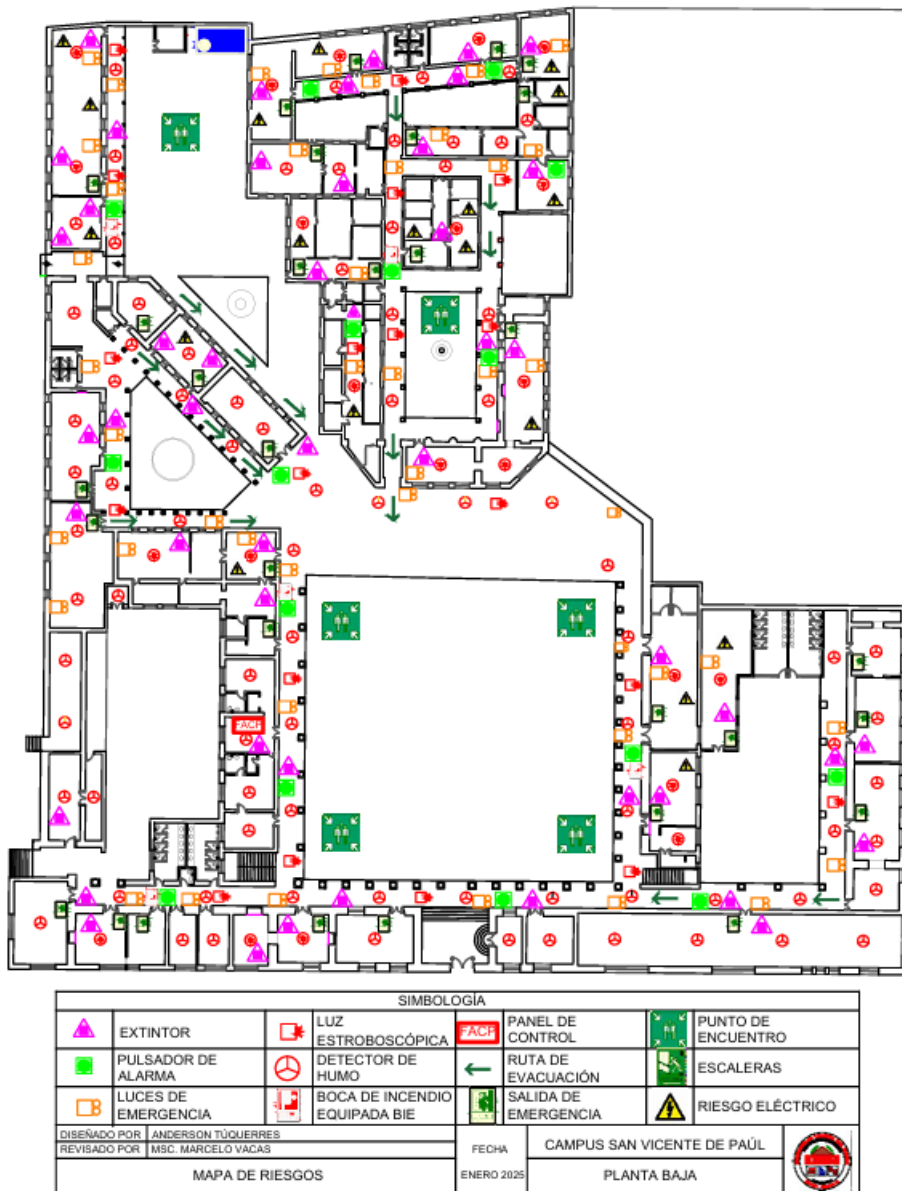 FACP
SIMBOLOGÍA
EXTINTOR
LUZ
ESTROBOSCÓPICA
FACP
PANEL DE
CONTROL
PUNTO DE
ENCUENTRO
PULSADOR DE
ALARMA
DETECTOR DE
HUMO
RUTA DE
EVACUACIÓN
ESCALERAS
LUCES DE
EMERGENCIA
BOCA DE INCENDIO
EQUIPADA BIE
SALIDA DE
EMERGENCIA
RIESGO ELÉCTRICO
DISEÑADO POR ANDERSON TÚQUERRES
REVISADO POR MSC. MARCELO VACAS
MAPA DE RIESGOS
FECHA
ENERO 2025
CAMPUS SAN VICENTE DE PAÚL
PLANTA BAJA